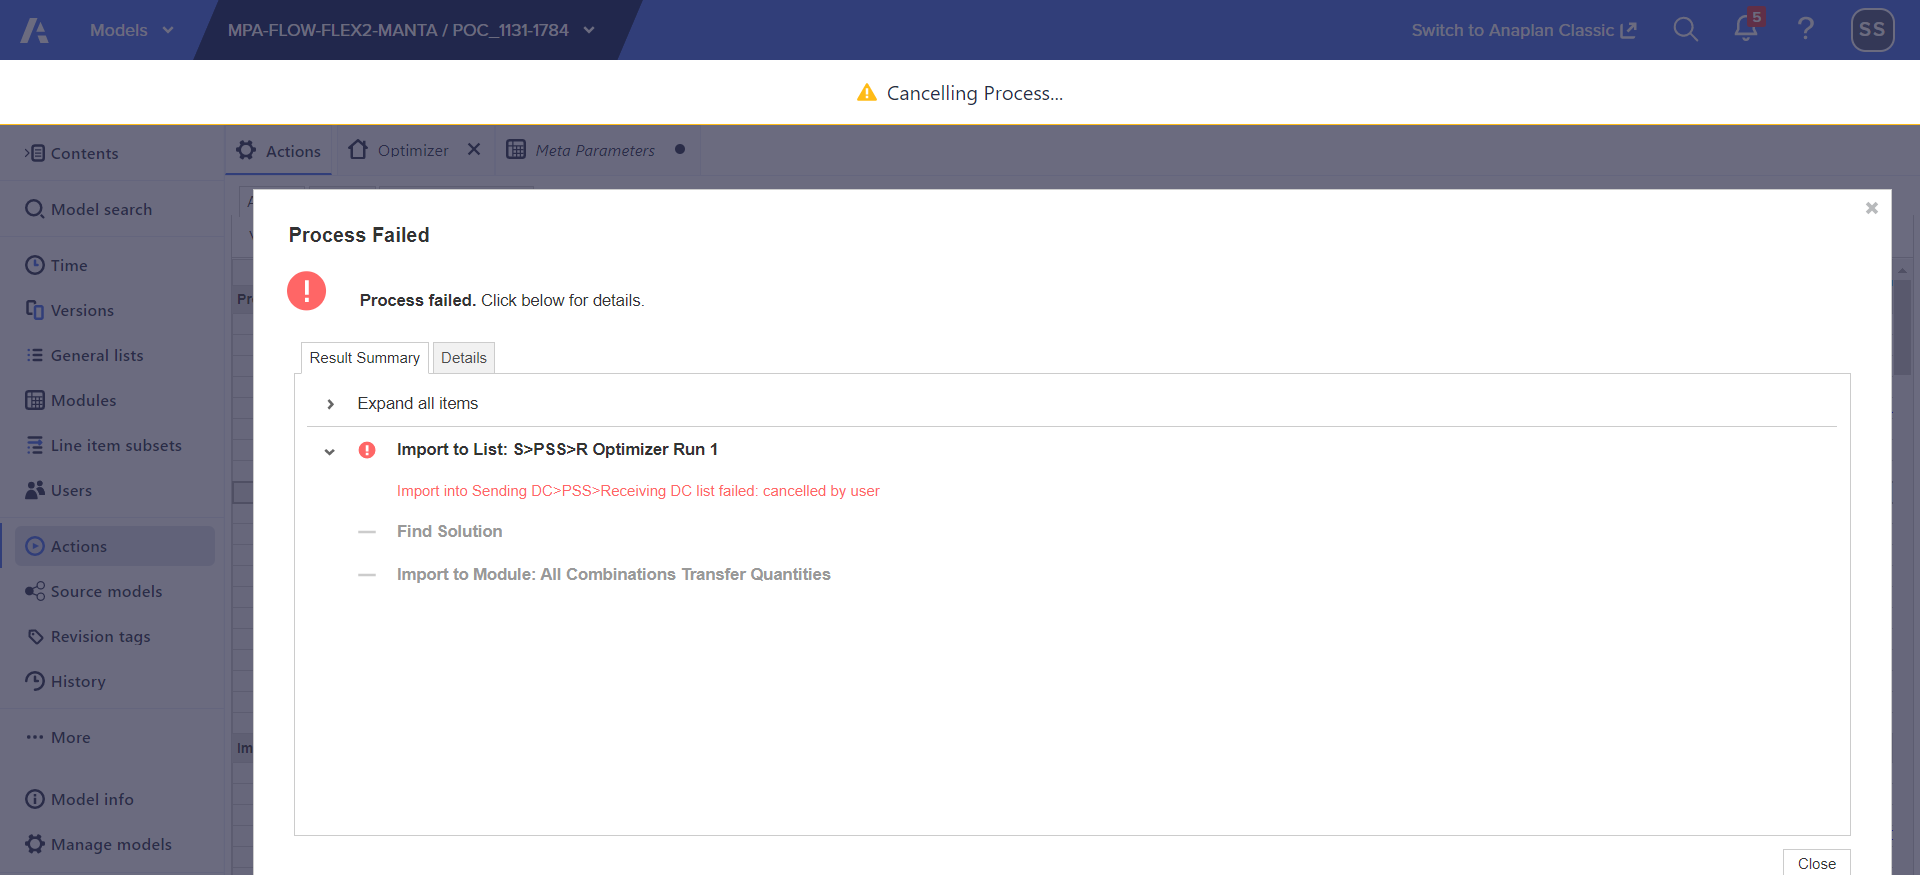 Models
MPA-FLOW-FLEX2-MANTA / POC_1131-1784
Switch to Anaplan Classic
5
?
SS
Cancelling Process...
Contents
Actions
Optimizer
Meta Parameters
Model search
Time
Versions
General lists
Modules
Line item subsets
Users
Actions
Source models
Revision tags
History
More
Model info
Manage models
Pr
Im
Process Failed
Process failed. Click below for details.
Result Summary
Details
Expand all items
Import to List: S>PSS>R Optimizer Run 1
Import into Sending DC>PSS>Receiving DC list failed: cancelled by user
Find Solution
Import to Module: All Combinations Transfer Quantities
Close